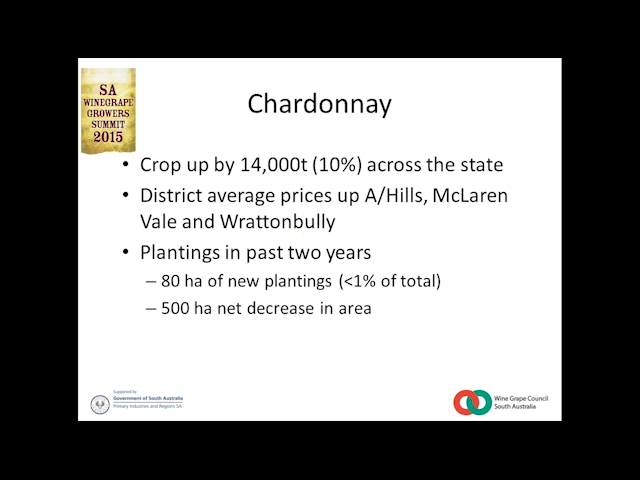 SA
WINEGRAPE
GROWERS
SUMMIT
2015
Chardonnay
• Crop up by 14,000t (10%) across the state
• District average prices up A/Hills, McLaren
Vale and Wrattonbully
• Plantings in past two years
– 80 ha of new plantings (<1% of total)
– 500 ha net decrease in area
Supported by
Government of South Australia
Primary Industries and Regions SA
Wine Grape Council
South Australia